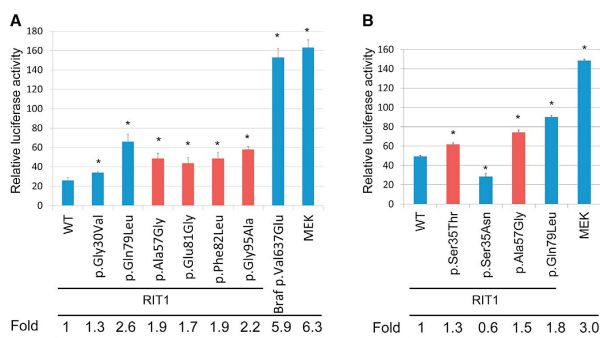 A
Relative luciferase activity
180
160
140
120
100
80
60
40
20
0
* * * * * * * *
WT
p.Gly30Val
p.Gln79Leu
p.Ala57Gly
p.Glu81Gly
p.Phe82Leu
p.Gly95Ala
Braf p.Val637Glu
MEK
RIT1
Fold 1 1.3 2.6 1.9 1.7 1.9 2.2 5.9 6.3
B
Relative luciferase activity
160
140
120
100
80
60
40
20
0
* * * * *
WT
p.Ser35Thr
p.Ser35Asn
p.Ala57Gly
p.Gln79Leu
MEK
RIT1
Fold 1 1.3 0.6 1.5 1.8 3.0